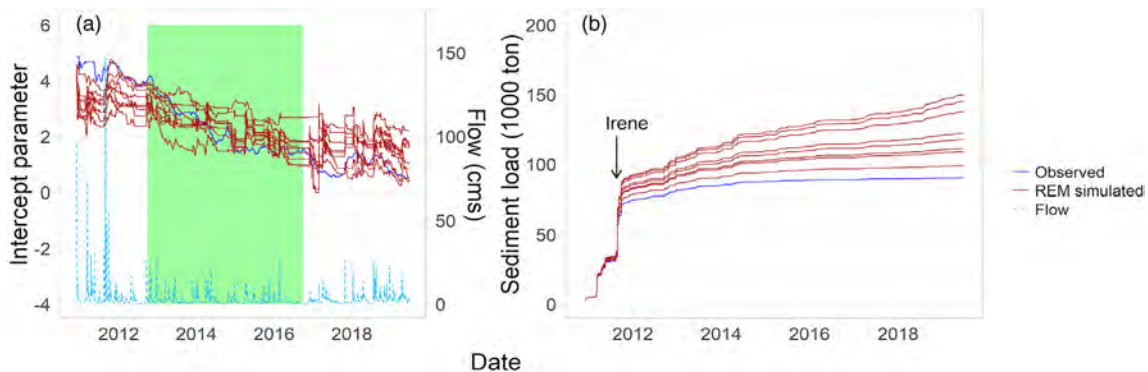 (a)
6
4
2
0
-2
-4
Intercept parameter
150
100
50
0
Flow (cms)
2012 2014 2016 2018
(b)
200
150
100
50
0
Sediment load (1000 ton)
Irene
2012 2014 2016 2018
Date
Observed
REM simulated
Flow